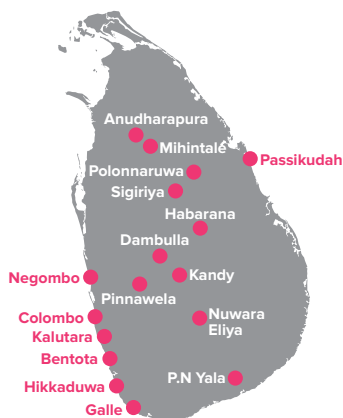 Anudharapura
Mihintale
Passikudah
Polonnaruwa
Sigiriya
Habarana
Dambulla
Negombo
Kandy
Pinnawela
Colombo
Nuwara
Eliya
Kalutara
Bentota
P.N Yala
Hikkaduwa
Galle